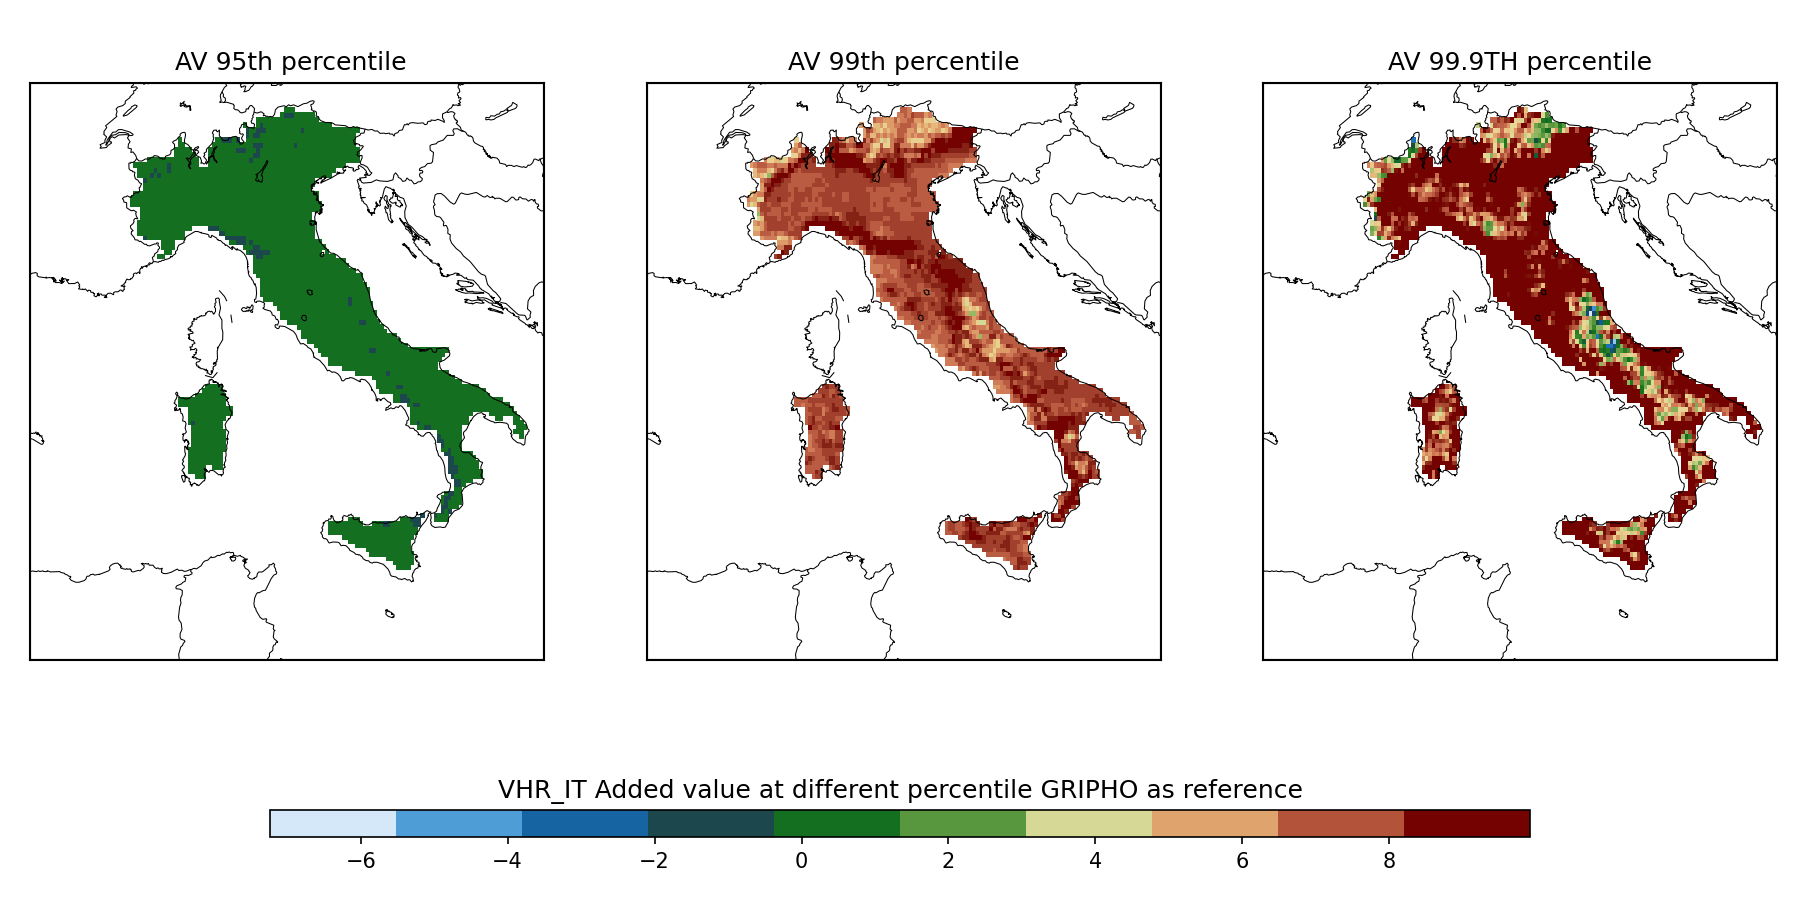 AV 95th percentile
AV 99th percentile
AV 99.9TH percentile
VHR_IT Added value at different percentile GRIPHO as reference
−6 −4 −2 0 2 4 6 8